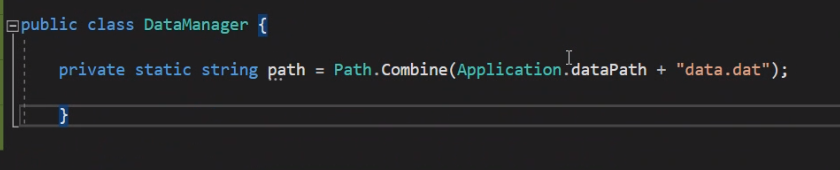 public class DataManager {
private static string path = Path.Combine(Application.dataPath + "data.dat");
}